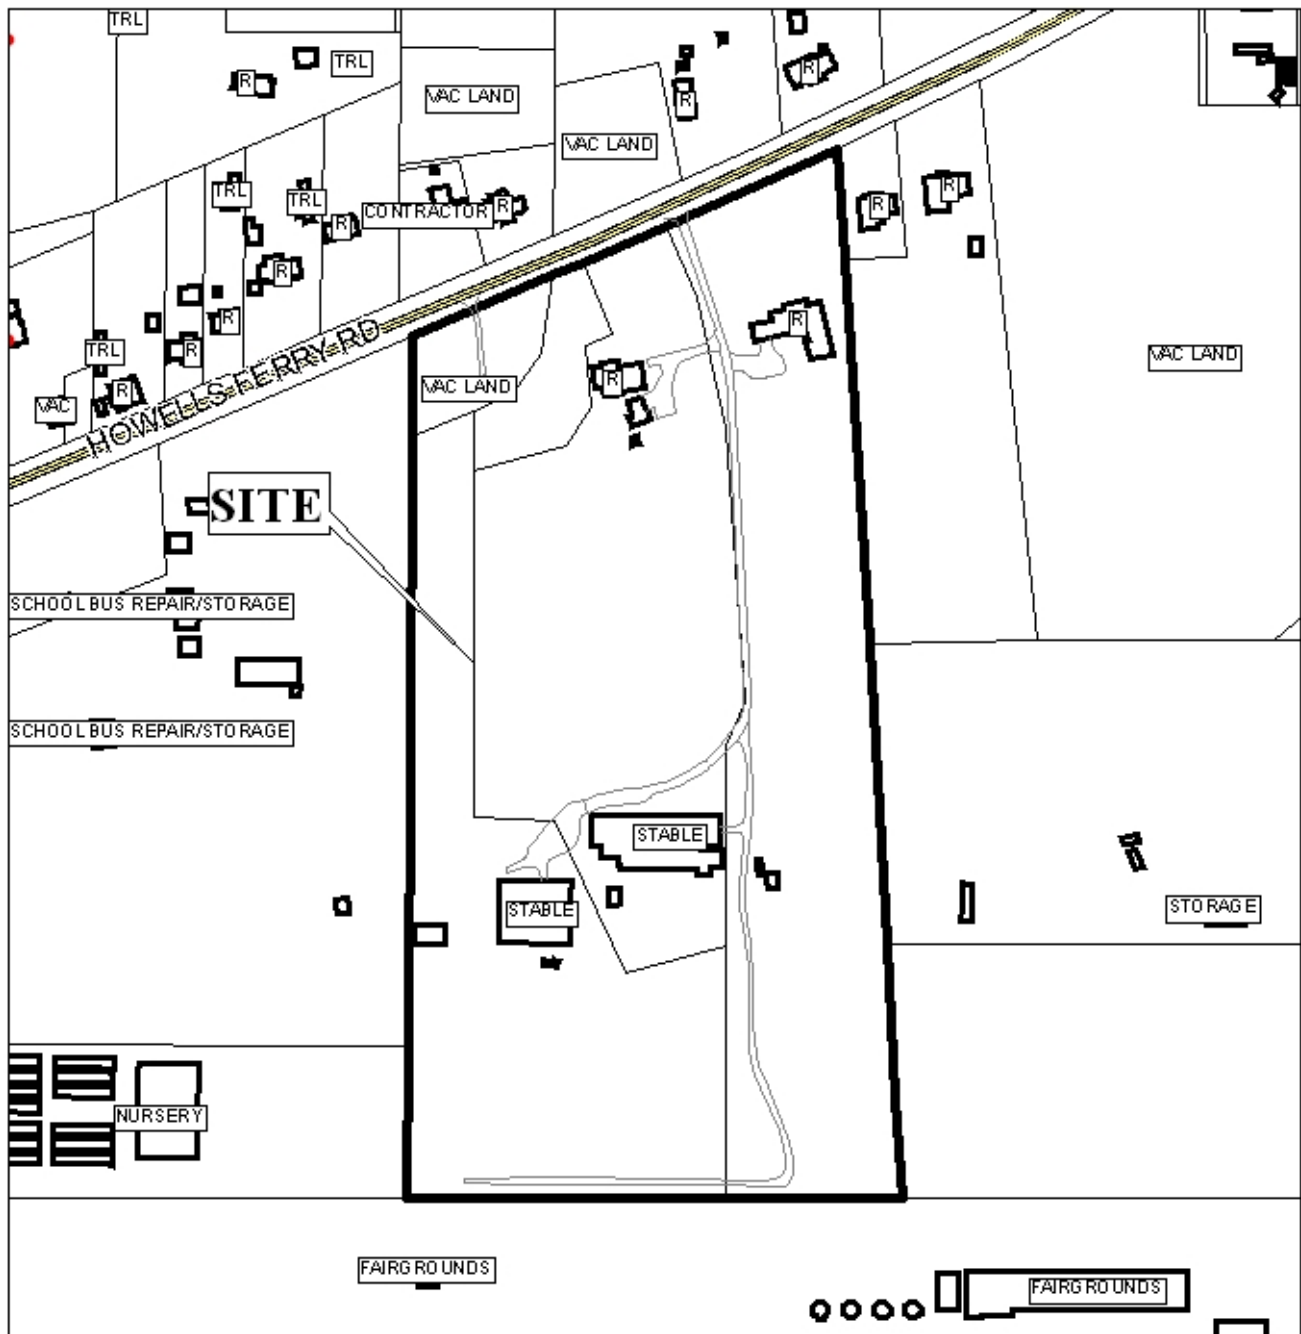 TRL
R
TRL
VAC LAND
R
R
VAC LAND
TRL
TRL
R
CONTRACTOR
R
R
R
R
R
R
TRL
R
VAC
R
R
VAC LAND
VAC LAND
HOWELLS FERRY RD
SITE
SCHOOL BUS REPAIR/STORAGE
SCHOOL BUS REPAIR/STORAGE
STABLE
STABLE
STORAGE
NURSERY
FAIRGROUNDS
FAIRGROUNDS